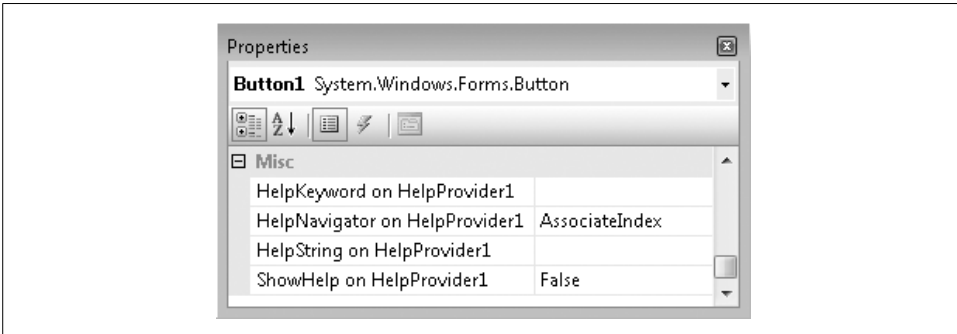 Properties
Button1 System.Windows.Forms.Button
Misc
HelpKeyword on HelpProvider1
HelpNavigator on HelpProvider1 AssociateIndex
HelpString on HelpProvider1
ShowHelp on HelpProvider1 False